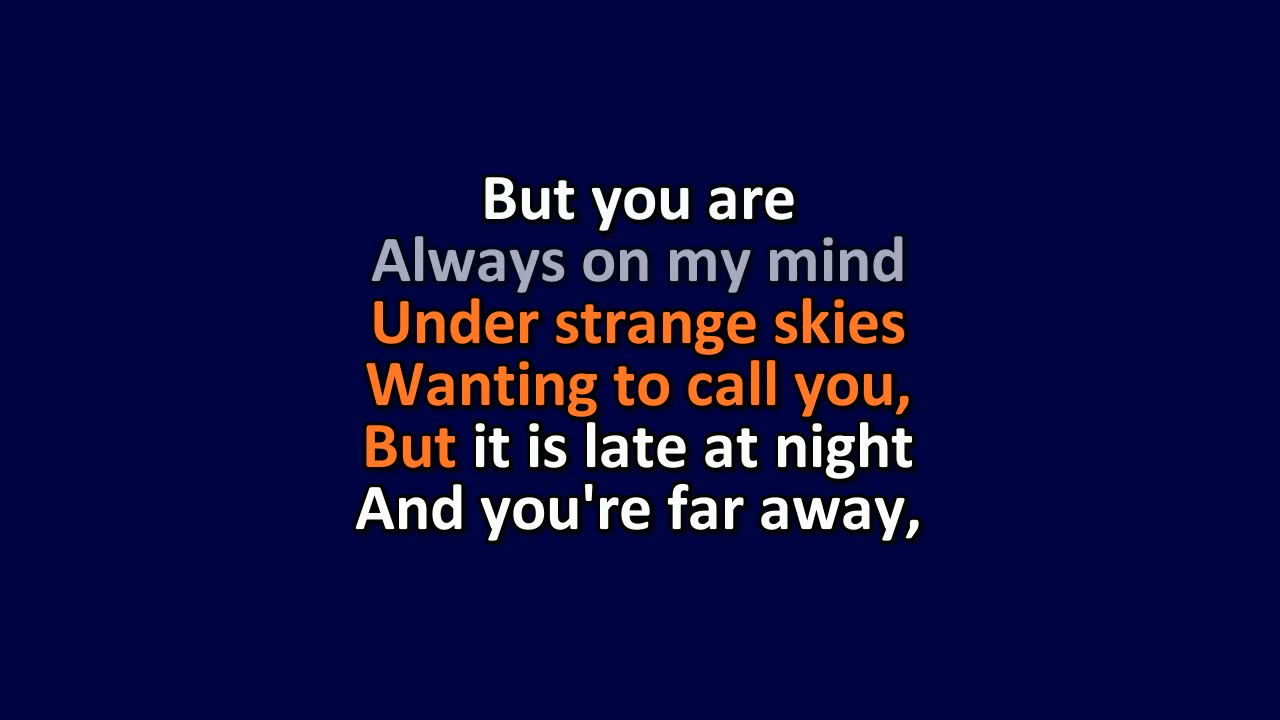 But you are
Always on my mind
Under strange skies
Wanting to call you,
But it is late at night
And you're far away,